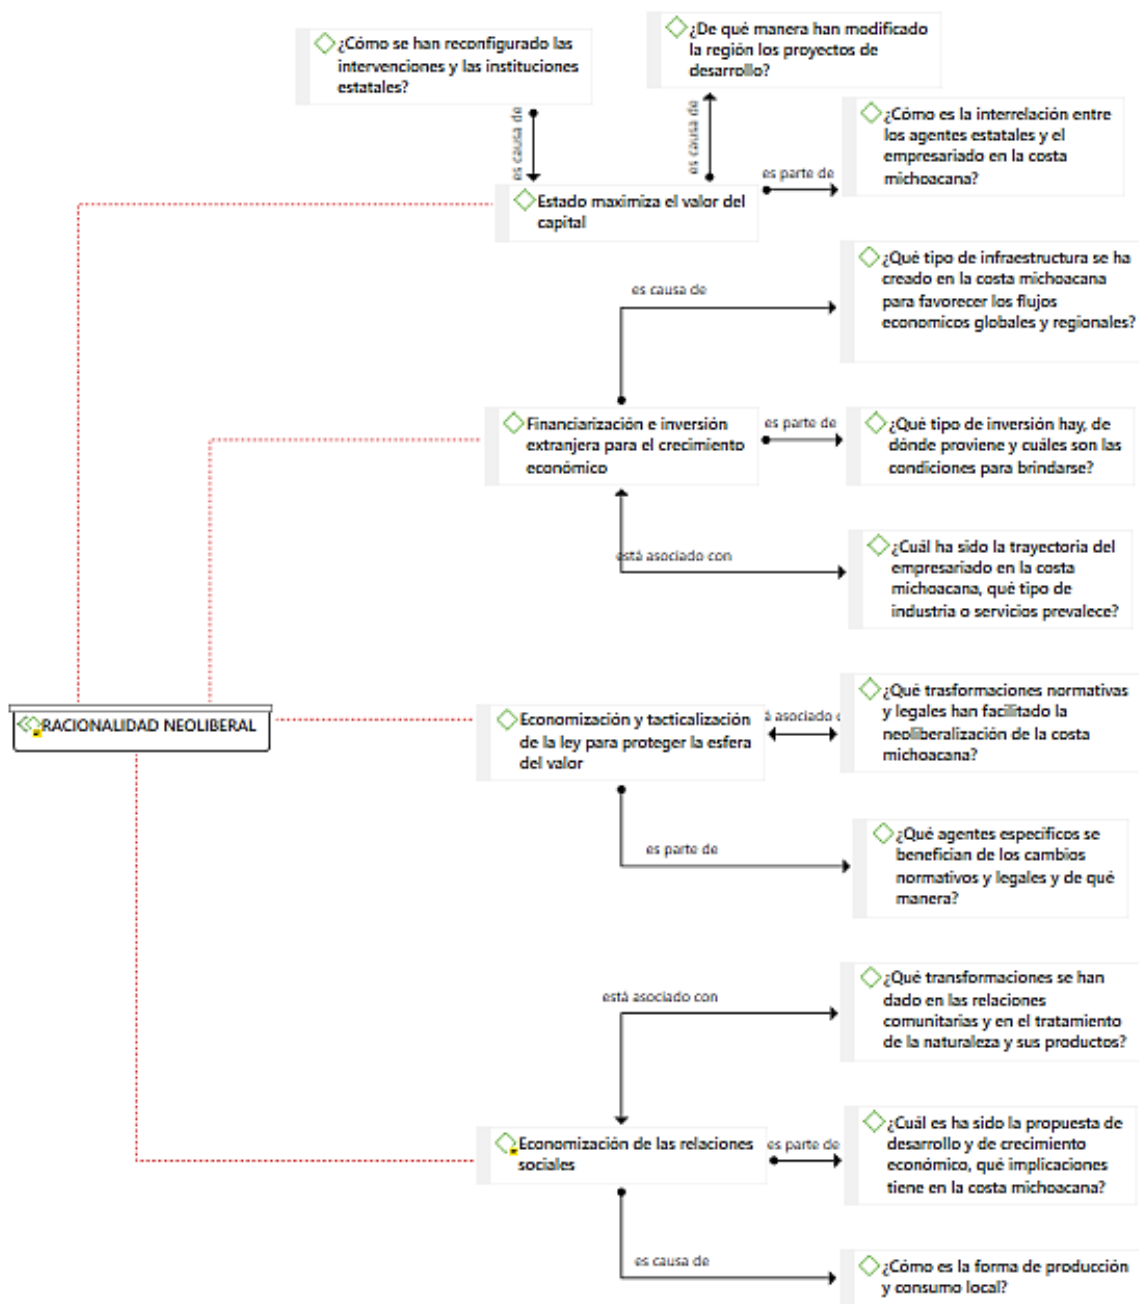 ¿Cómo se han reconfigurado las
intervenciones y las instituciones
estatales?
¿De qué manera han modificado
la región los proyectos de
desarrollo?
es causa de
es causa de
¿Cómo es la interrelación entre
los agentes estatales y el
empresariado en la costa
michoacana?
es parte de
Estado maximiza el valor del
capital
¿Qué tipo de infraestructura se ha
creado en la costa michoacana
para favorecer los flujos
economicos globales y regionales?
es causa de
Financiarización e inversión
extranjera para el crecimiento
económico
es parte de
¿Qué tipo de inversión hay, de
dónde proviene y cuáles son las
condiciones para brindarse?
está asociado con
¿Cuál ha sido la trayectoria del
empresariado en la costa
michoacana, qué tipo de
industria o servicios prevalece?
RACIONALIDAD NEOLIBERAL
Economización y tacticalización
de la ley para proteger la esfera
del valor
á asociado c
¿Qué trasformaciones normativas
y legales han facilitado la
neoliberalización de la costa
michoacana?
es parte de
¿Qué agentes específicos se
benefician de los cambios
normativos y legales y de qué
manera?
está asociado con
¿Qué transformaciones se han
dado en las relaciones
comunitarias y en el tratamiento
de la naturaleza y sus productos?
Economización de las relaciones
sociales
es parte de
¿Cuál es ha sido la propuesta de
desarrollo y de crecimiento
económico, qué implicaciones
tiene en la costa michoacana?
es causa de
¿Cómo es la forma de producción
y consumo local?